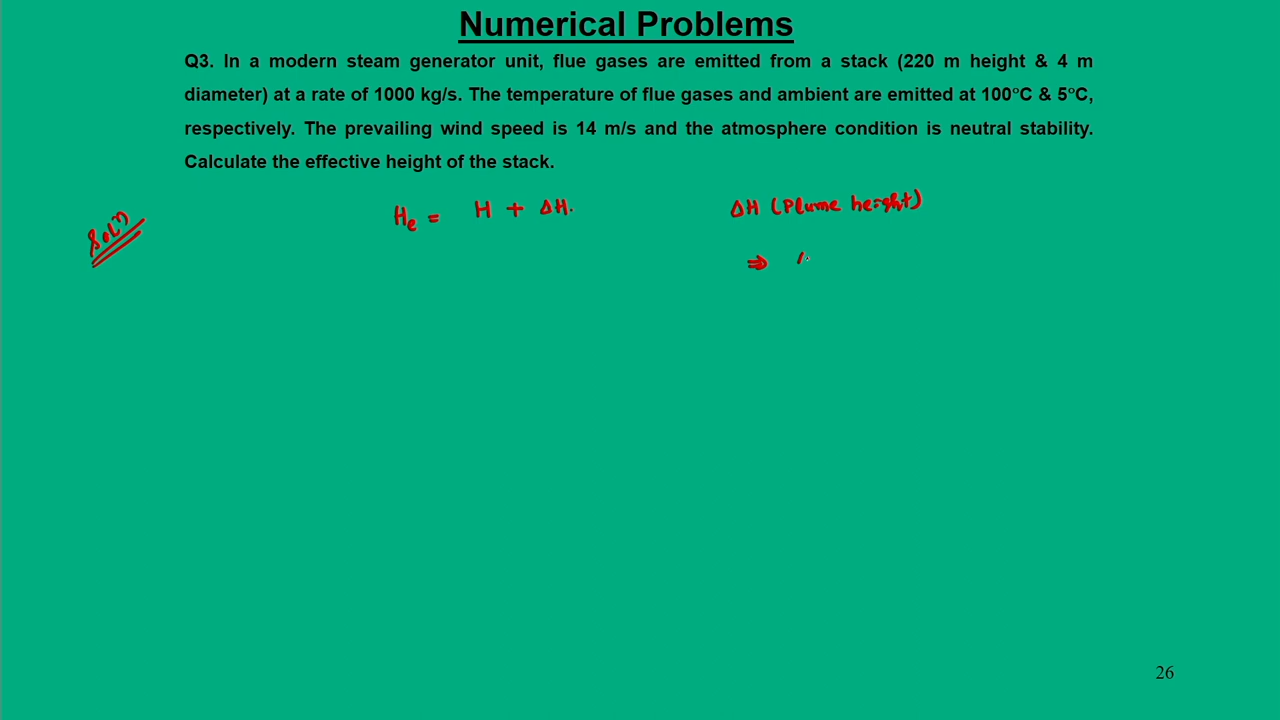 Numerical Problems
Q3. In a modern steam generator unit, flue gases are emitted from a stack (220 m height & 4 m
diameter) at a rate of 1000 kg/s. The temperature of flue gases and ambient are emitted at 100°C & 5°C,
respectively. The prevailing wind speed is 14 m/s and the atmosphere condition is neutral stability.
Calculate the effective height of the stack.
Sol(n)
He = H + ΔH.
ΔH (Plume height)
⇒
26